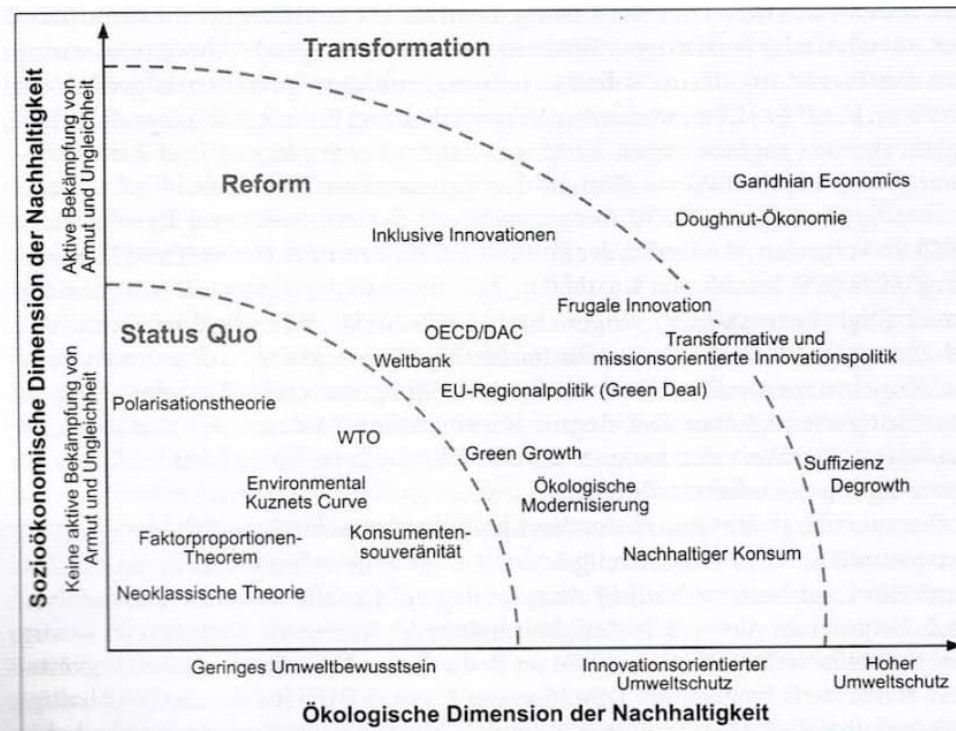 Transformation
Sozioökonomische Dimension der Nachhaltigkeit
Aktive Bekämpfung von
Armut und Ungleichheit
Keine aktive Bekämpfung von
Armut und Ungleichheit
Reform
Gandhian Economics
Doughnut-Ökonomie
Inklusive Innovationen
Frugale Innovation
Status Quo
OECD/DAC
Transformative und
missionsorientierte Innovationspolitik
Weltbank
EU-Regionalpolitik (Green Deal)
Polarisationstheorie
WTO
Green Growth
Suffizienz
Degrowth
Environmental
Kuznets Curve
Ökologische
Modernisierung
Faktorproportionen-
Theorem
Konsumenten-
souveränität
Nachhaltiger Konsum
Neoklassische Theorie
Geringes Umweltbewusstsein
Innovationsorientierter
Umweltschutz
Hoher
Umweltschutz
Ökologische Dimension der Nachhaltigkeit